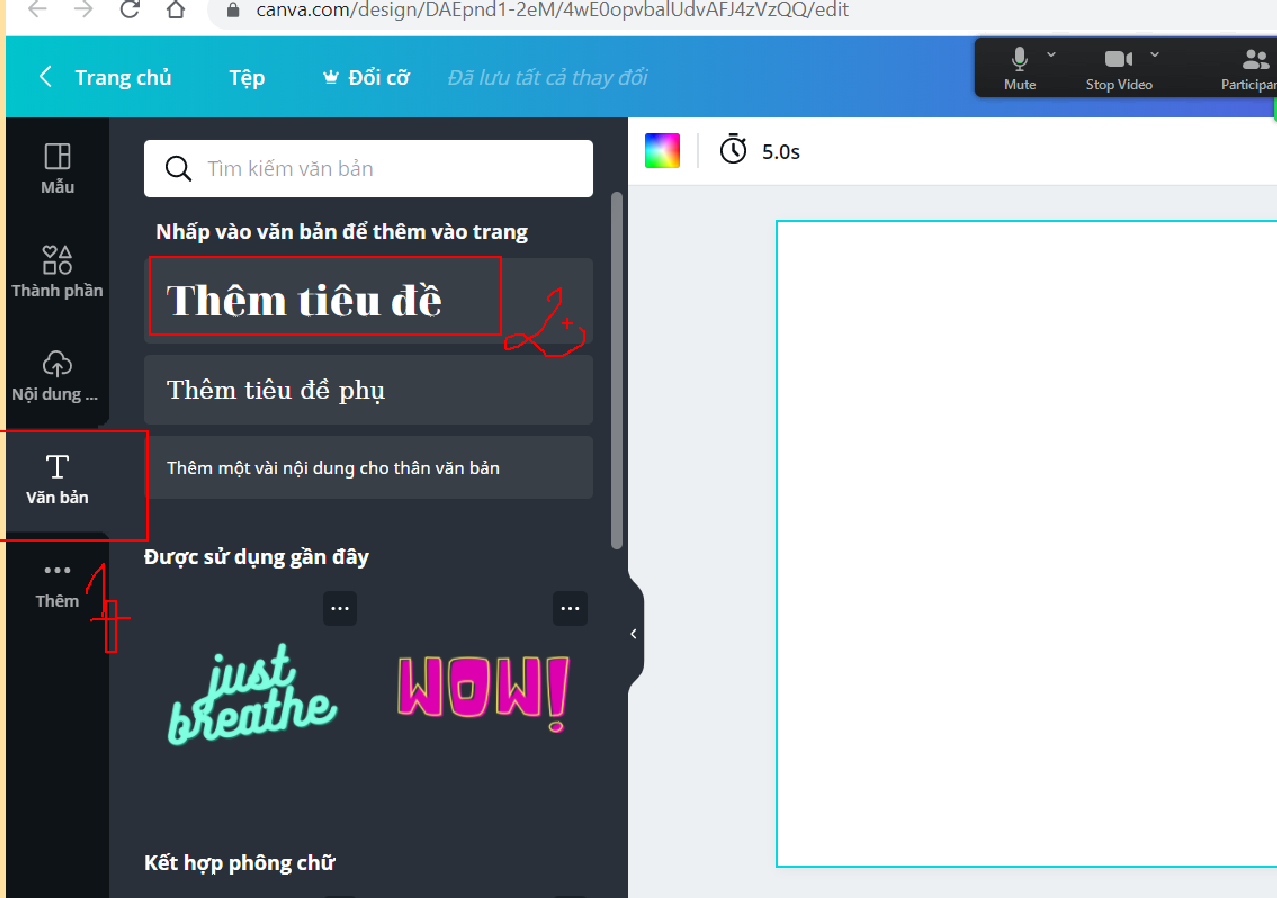 canva.com/design/DAEpnd1-2eM/4wE0opvbalUdvAFJ4zVzQQ/edit
Trang chủ Tệp Đổi cỡ Đã lưu tất cả thay đổi
Mute Stop Video Participan
Mẫu
Thành phần
Nội dung ...
Văn bản
Thêm
Tìm kiếm văn bản
5.0s
Nhấp vào văn bản để thêm vào trang
Thêm tiêu đề
2
Thêm tiêu đề phụ
Thêm một vài nội dung cho thân văn bản
Được sử dụng gần đây
1
just
breathe
WOW!
Kết hợp phông chữ